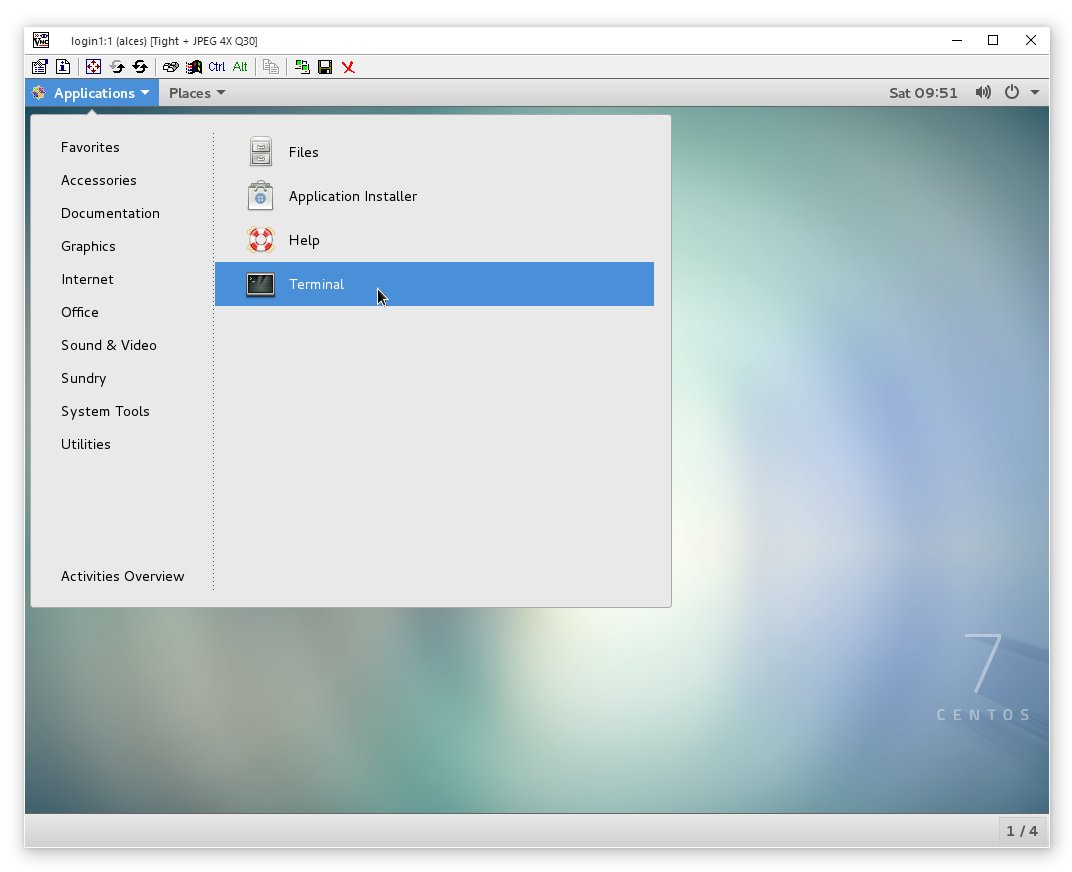 login1:1 (alces) [Tight + JPEG 4X Q30]
Ctrl Alt
Applications Places Sat 09:51
Favorites
Accessories
Documentation
Graphics
Internet
Office
Sound & Video
Sundry
System Tools
Utilities
Activities Overview
Files
Application Installer
Help
Terminal
7
CENTOS
1 / 4